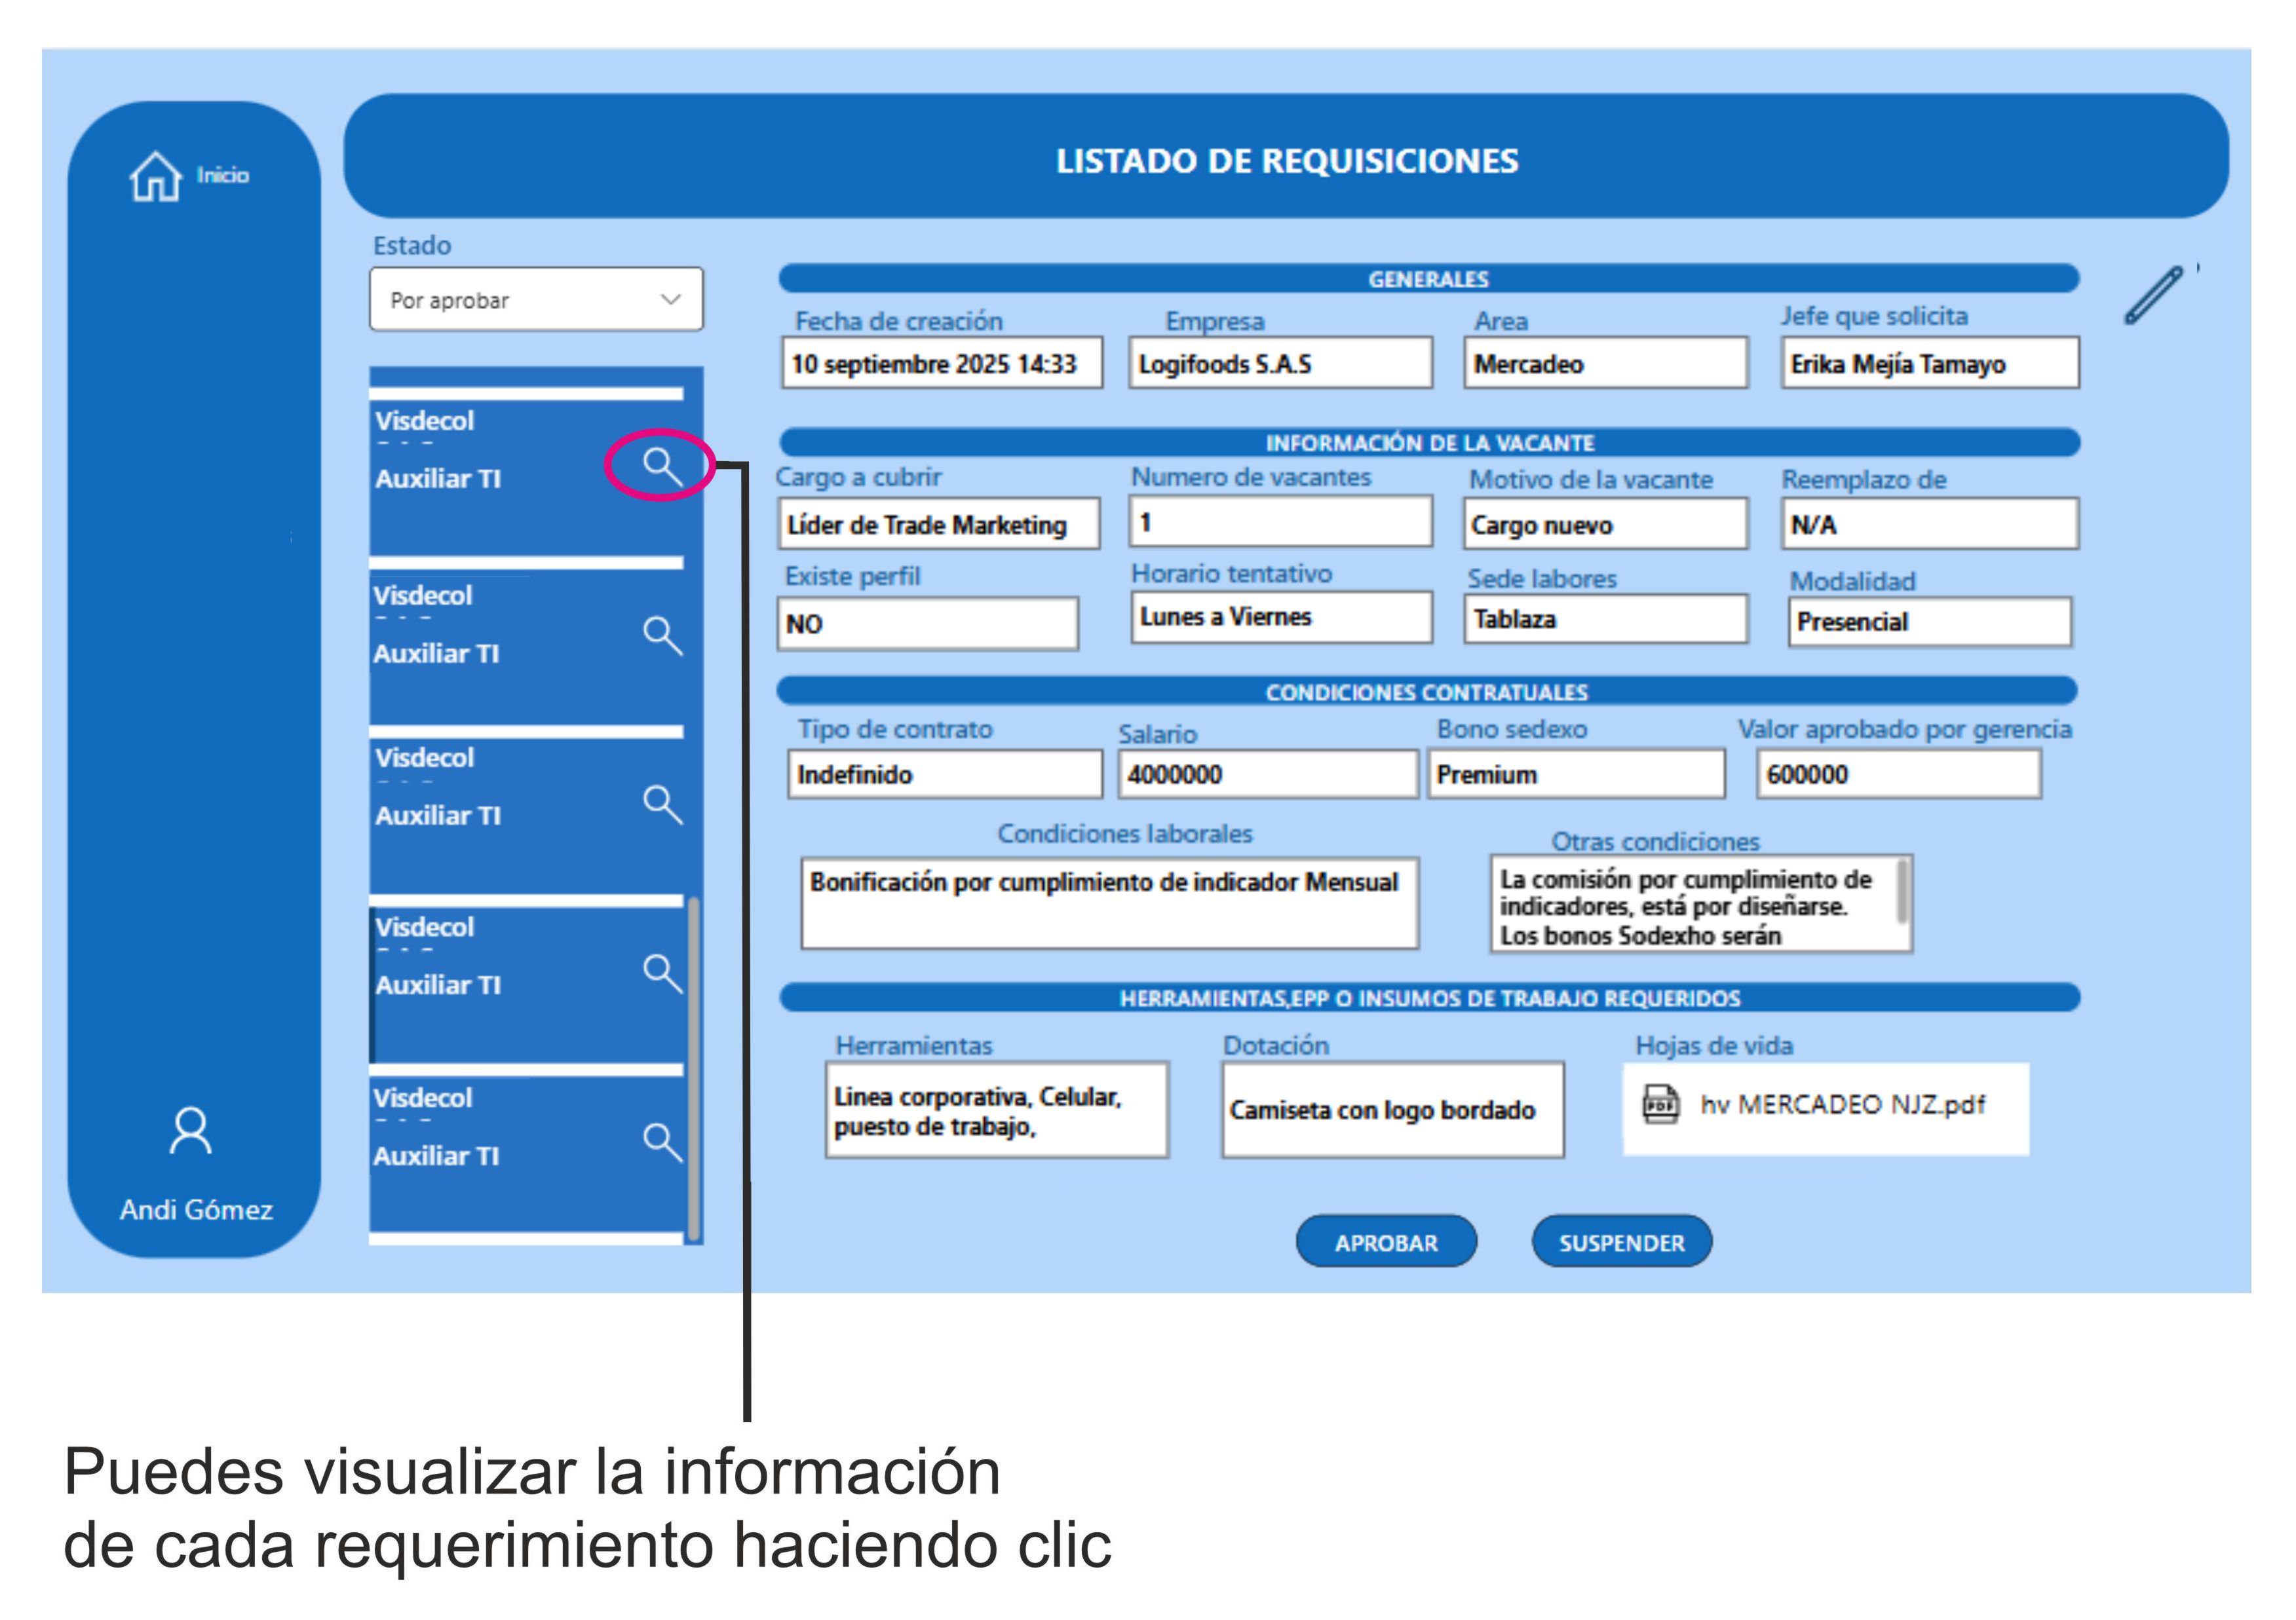 Inicio
LISTADO DE REQUISICIONES
Estado
Por aprobar
Visdecol
Auxiliar TI
Visdecol
Auxiliar TI
Visdecol
Auxiliar TI
Visdecol
Auxiliar TI
Visdecol
Auxiliar TI
Andi Gómez
GENERALES
Fecha de creación Empresa Area Jefe que solicita
10 septiembre 2025 14:33 Logifoods S.A.S Mercadeo Erika Mejía Tamayo
INFORMACIÓN DE LA VACANTE
Cargo a cubrir Numero de vacantes Motivo de la vacante Reemplazo de
Líder de Trade Marketing 1 Cargo nuevo N/A
Existe perfil Horario tentativo Sede labores Modalidad
NO Lunes a Viernes Tablaza Presencial
CONDICIONES CONTRATUALES
Tipo de contrato Salario Bono sedexo Valor aprobado por gerencia
Indefinido 4000000 Premium 600000
Condiciones laborales
Bonificación por cumplimiento de indicador Mensual
Otras condiciones
La comisión por cumplimiento de
indicadores, está por diseñarse.
Los bonos Sodexho serán
HERRAMIENTAS,EPP O INSUMOS DE TRABAJO REQUERIDOS
Herramientas Dotación Hojas de vida
Linea corporativa, Celular,
puesto de trabajo,
Camiseta con logo bordado
PDF hv MERCADEO NJZ.pdf
APROBAR SUSPENDER
Puedes visualizar la información
de cada requerimiento haciendo clic